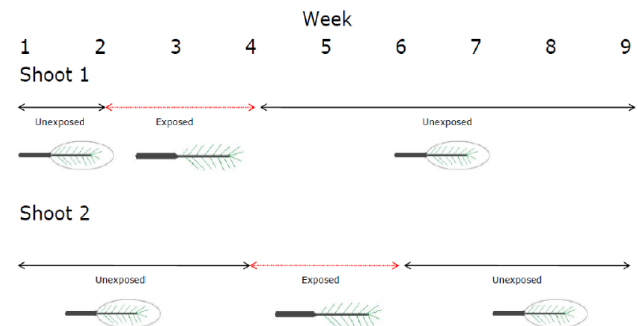 Week
1 2 3 4 5 6 7 8 9
Shoot 1
Unexposed Exposed Unexposed
Shoot 2
Unexposed Exposed Unexposed